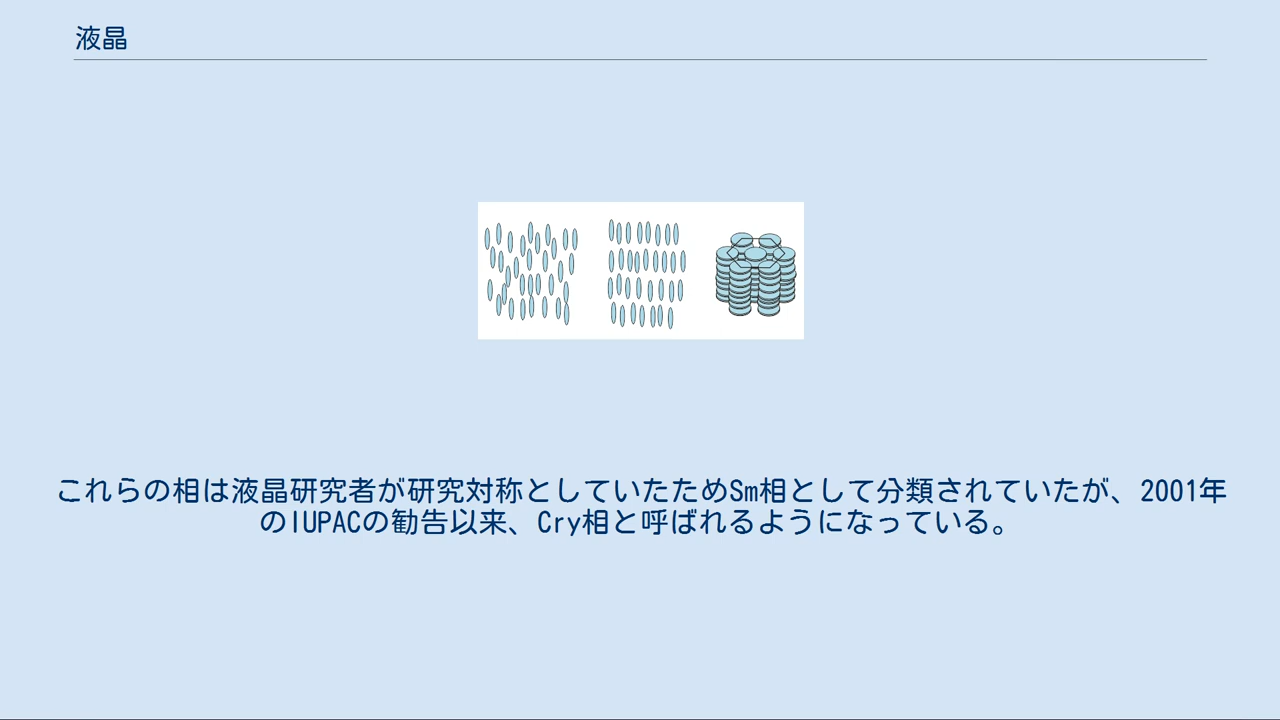 液晶
これらの相は液晶研究者が研究対称としていたためSm相として分類されていたが、2001年
のIUPACの勧告以来、Cry相と呼ばれるようになっている。